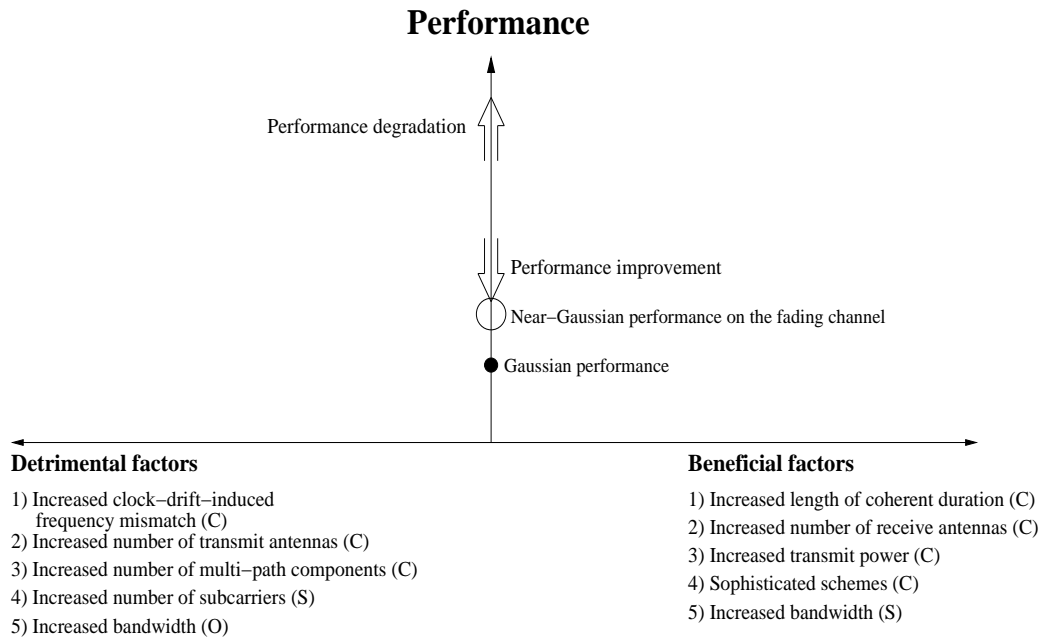 Performance
Performance degradation
Performance improvement
Near−Gaussian performance on the fading channel
Gaussian performance
Detrimental factors
1) Increased clock−drift−induced
frequency mismatch (C)
2) Increased number of transmit antennas (C)
3) Increased number of multi−path components (C)
4) Increased number of subcarriers (S)
5) Increased bandwidth (O)
Beneficial factors
1) Increased length of coherent duration (C)
2) Increased number of receive antennas (C)
3) Increased transmit power (C)
4) Sophisticated schemes (C)
5) Increased bandwidth (S)